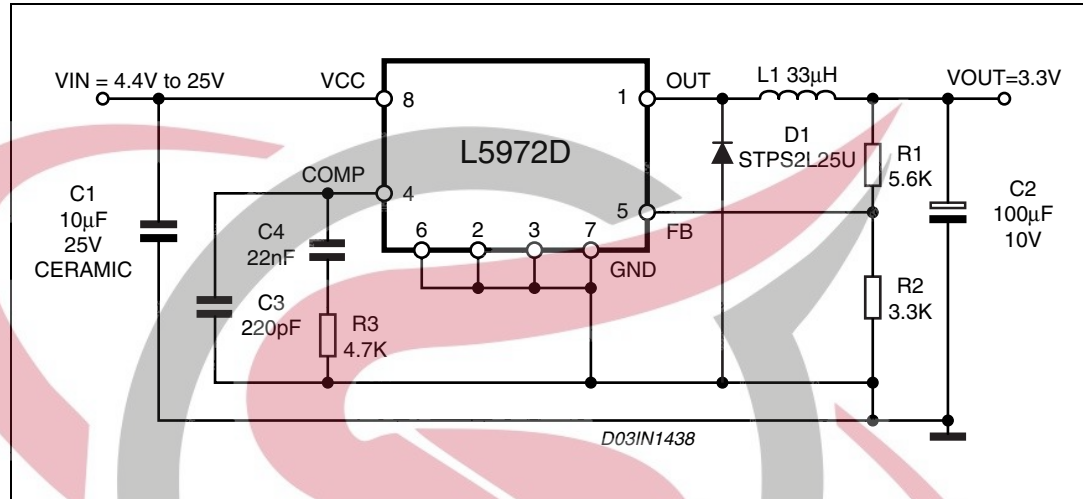 VIN = 4.4V to 25V
VCC
8
L5972D
1
OUT
L1 33µH
VOUT=3.3V
C1
10µF
25V
CERAMIC
COMP
4
C4
22nF
C3
220pF
R3
4.7K
6
2
3
7
GND
5
FB
D1
STPS2L25U
R1
5.6K
R2
3.3K
C2
100µF
10V
D03IN1438